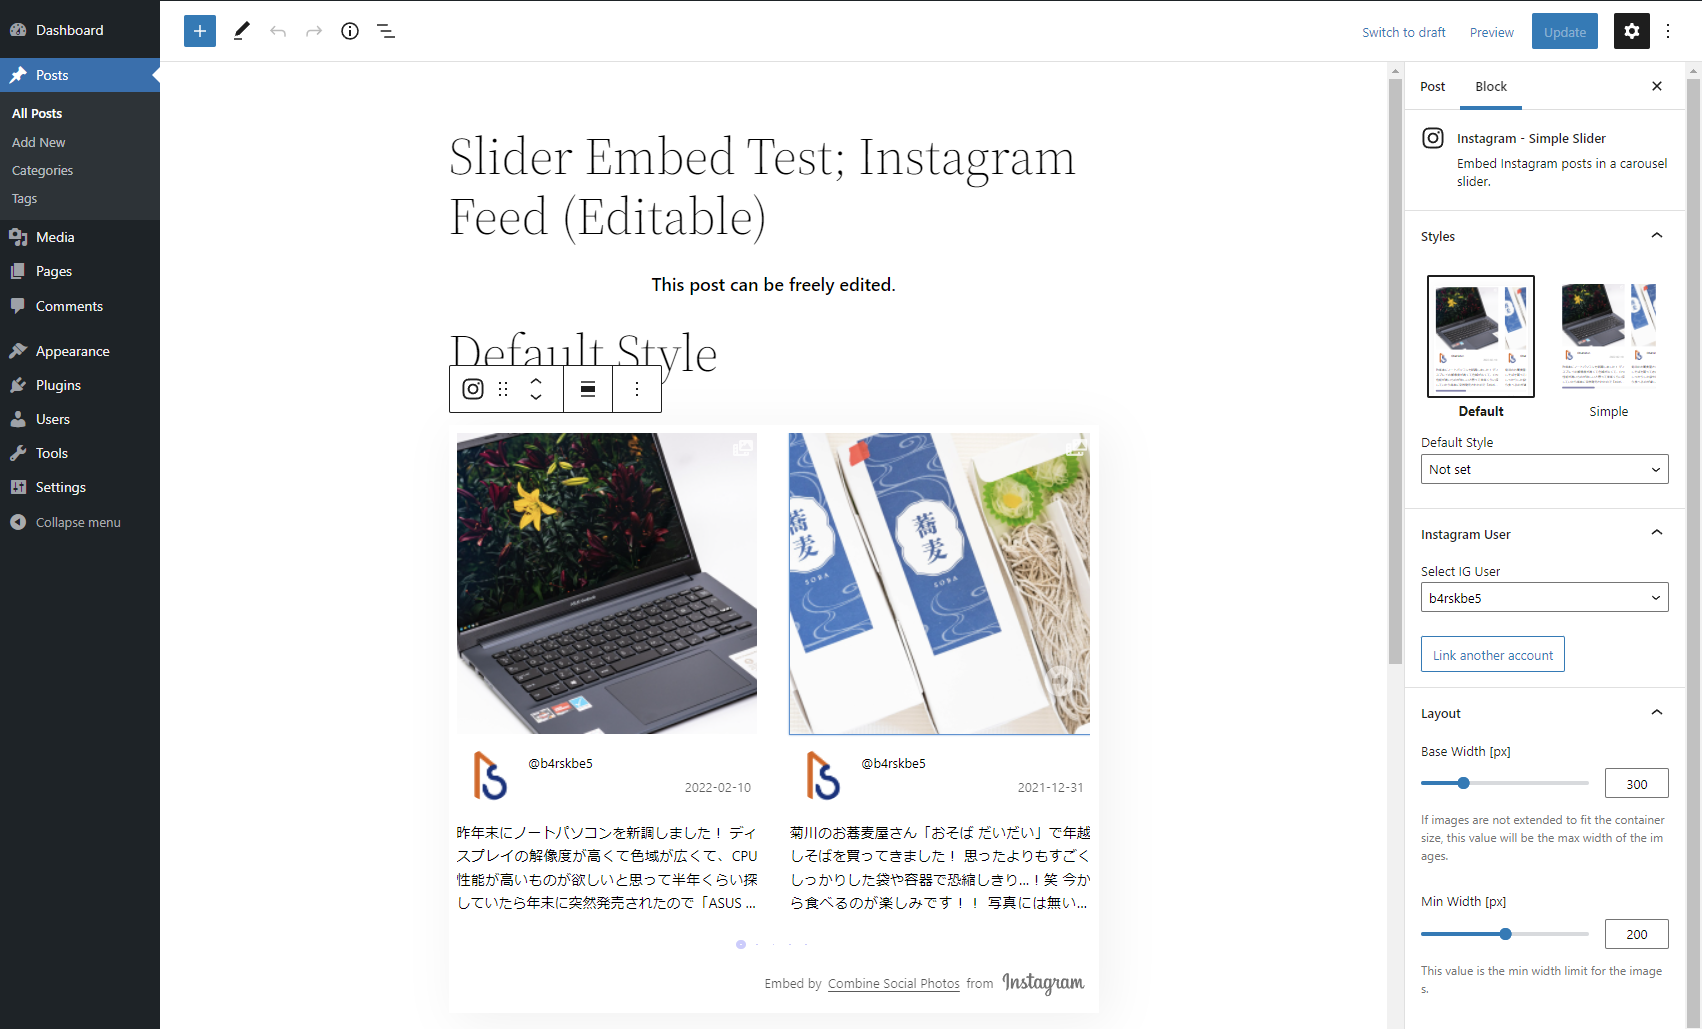 Dashboard
Posts
All Posts
Add New
Categories
Tags
Media
Pages
Comments
Appearance
Plugins
Users
Tools
Settings
Collapse menu
Switch to draft
Preview
Update
Slider Embed Test; Instagram
Feed (Editable)
This post can be freely edited.
Default Style
蕎麦
SOBA
蕎麦
SOBA
@b4rskbe5
2022-02-10
昨年末にノートパソコンを新調しました！ ディ
スプレイの解像度が高くて色域が広くて、CPU
性能が高いものが欲しいと思って半年くらい探
していたら年末に突然発売されたので「ASUS ...
@b4rskbe5
2021-12-31
菊川のお蕎麦屋さん「おそば だいだい」で年越
しそばを買ってきました！ 思ったよりもすごく
しっかりした袋や容器で恐縮しきり...！笑 今か
ら食べるのが楽しみです！！ 写真には無い...
Embed by Combine Social Photos from Instagram
Post
Block
Instagram - Simple Slider
Embed Instagram posts in a carousel
slider.
Styles
Default
Simple
Default Style
Not set
Instagram User
Select IG User
b4rskbe5
Link another account
Layout
Base Width [px]
300
If images are not extended to fit the container
size, this value will be the max width of the im
ages.
Min Width [px]
200
This value is the min width limit for the image
s.